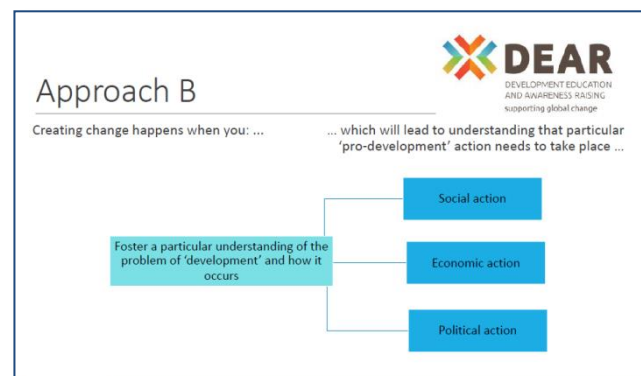 DEAR
DEVELOPMENT EDUCATION
AND AWARENESS RAISING
supporting global change
Approach B
Creating change happens when you: ...
... which will lead to understanding that particular
‘pro-development’ action needs to take place ...
Foster a particular understanding of the
problem of ‘development’ and how it
occurs
Social action
Economic action
Political action